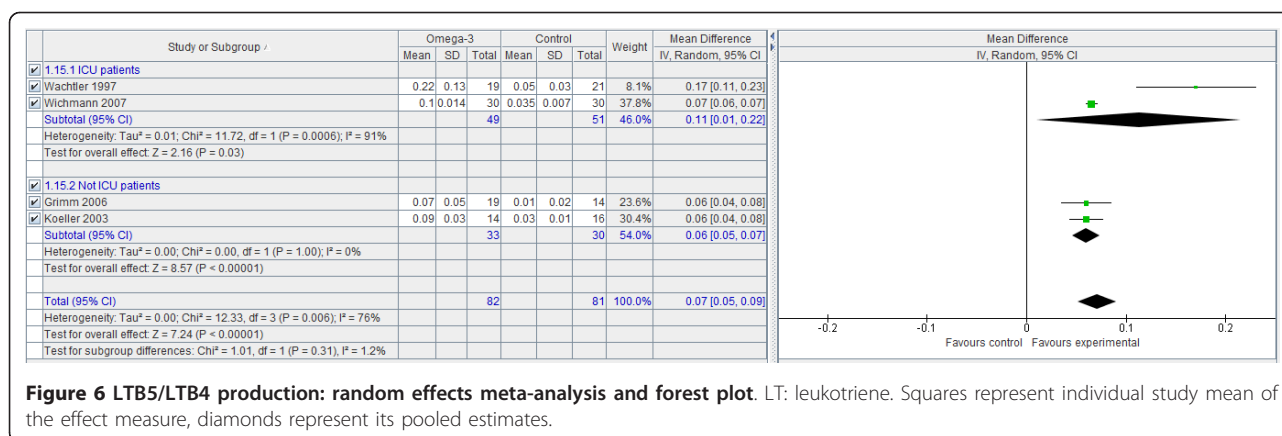 Study or Subgroup Omega-3 Control Weight Mean Difference Mean Difference
Mean SD Total Mean SD Total IV, Random, 95% CI IV, Random, 95% CI
1.15.1 ICU patients
Wachtler 1997 0.22 0.13 19 0.05 0.03 21 8.1% 0.17 [0.11, 0.23]
Wichmann 2007 0.1 0.014 30 0.035 0.007 30 37.8% 0.07 [0.06, 0.07]
Subtotal (95% CI) 49 51 46.0% 0.11 [0.01, 0.22]
Heterogeneity: Tau² = 0.01; Chi² = 11.72, df = 1 (P = 0.0006); I² = 91%
Test for overall effect: Z = 2.16 (P = 0.03)
1.15.2 Not ICU patients
Grimm 2006 0.07 0.05 19 0.01 0.02 14 23.6% 0.06 [0.04, 0.08]
Koeller 2003 0.09 0.03 14 0.03 0.01 16 30.4% 0.06 [0.04, 0.08]
Subtotal (95% CI) 33 30 54.0% 0.06 [0.05, 0.07]
Heterogeneity: Tau² = 0.00; Chi² = 0.00, df = 1 (P = 1.00); I² = 0%
Test for overall effect: Z = 8.57 (P < 0.00001)
Total (95% CI) 82 81 100.0% 0.07 [0.05, 0.09]
Heterogeneity: Tau² = 0.00; Chi² = 12.33, df = 3 (P = 0.006); I² = 76%
Test for overall effect: Z = 7.24 (P < 0.00001)
Test for subgroup differences: Chi² = 1.01, df = 1 (P = 0.31), I² = 1.2%
-0.2 -0.1 0 0.1 0.2
Favours control Favours experimental
Figure 6 LTB5/LTB4 production: random effects meta-analysis and forest plot. LT: leukotriene. Squares represent individual study mean of
the effect measure, diamonds represent its pooled estimates.